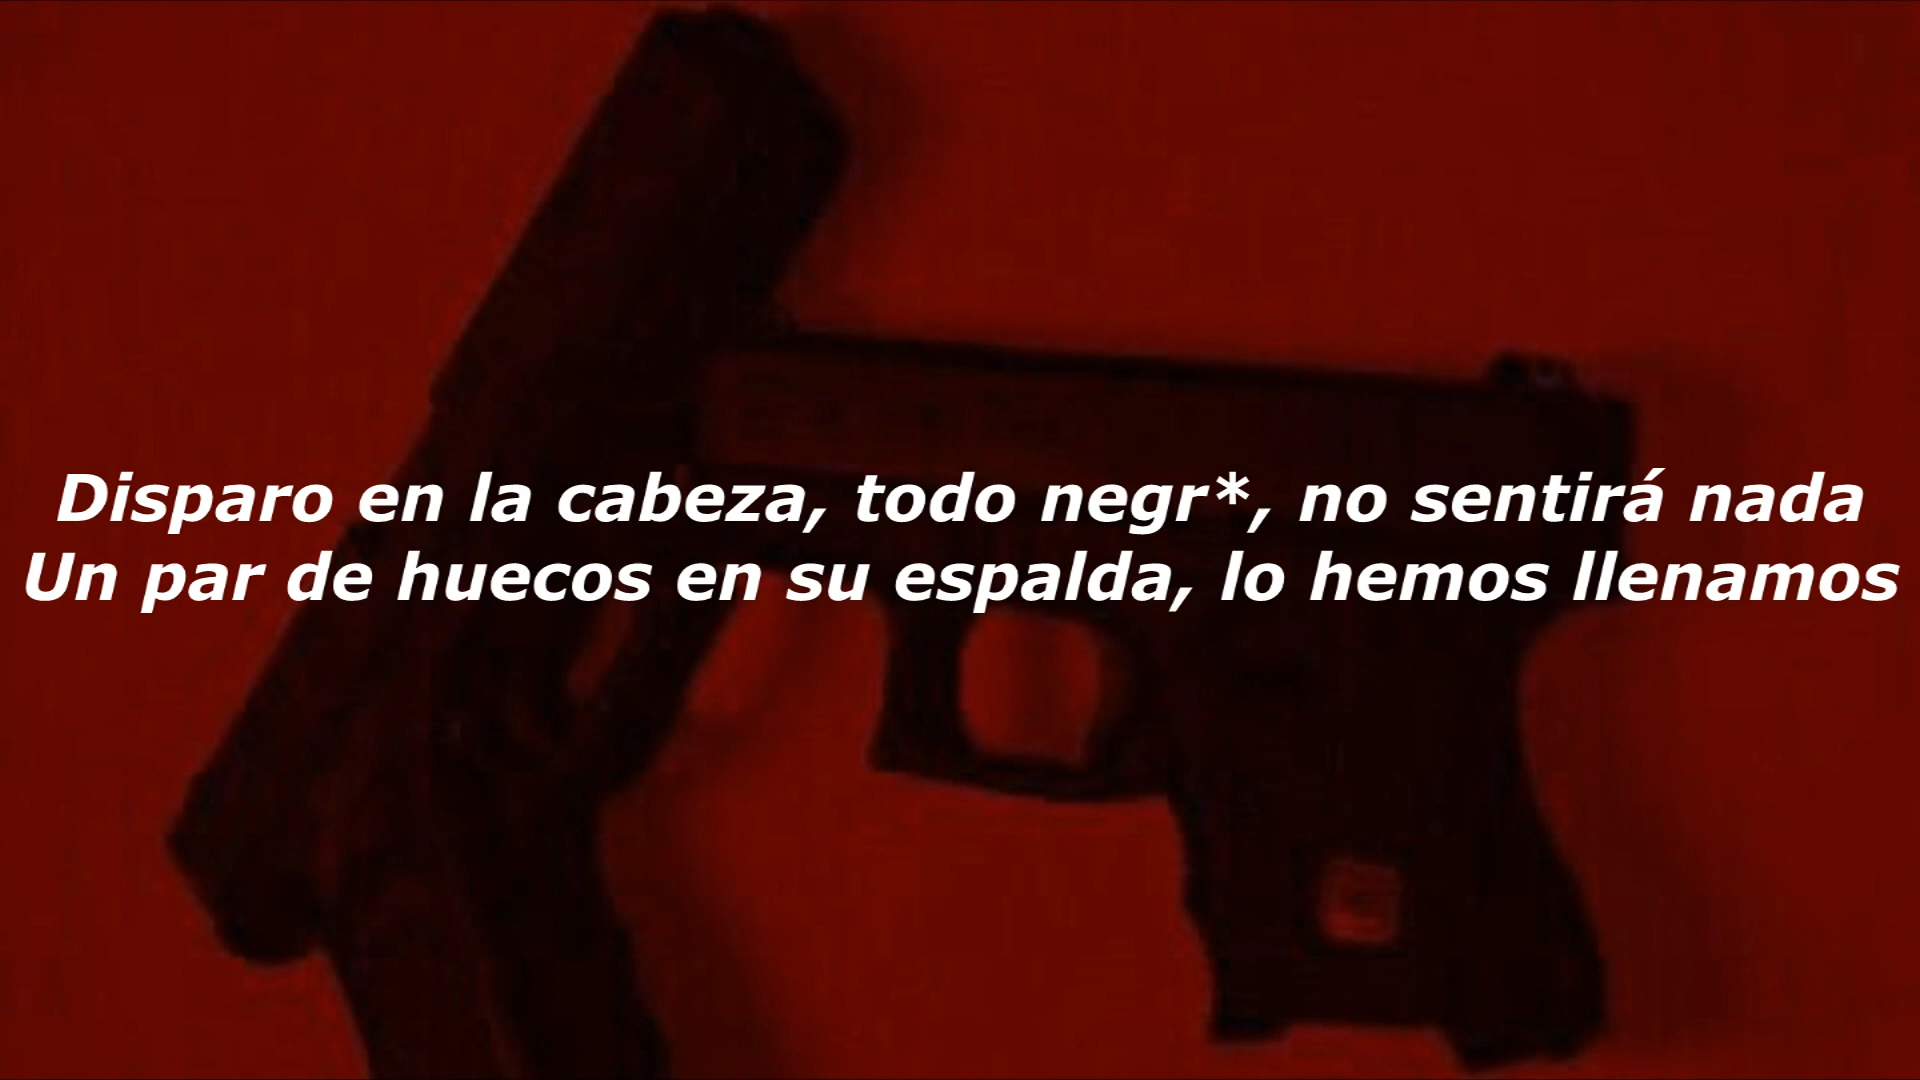 Disparo en la cabeza, todo negr*, no sentirá nada
Un par de huecos en su espalda, lo hemos llenamos